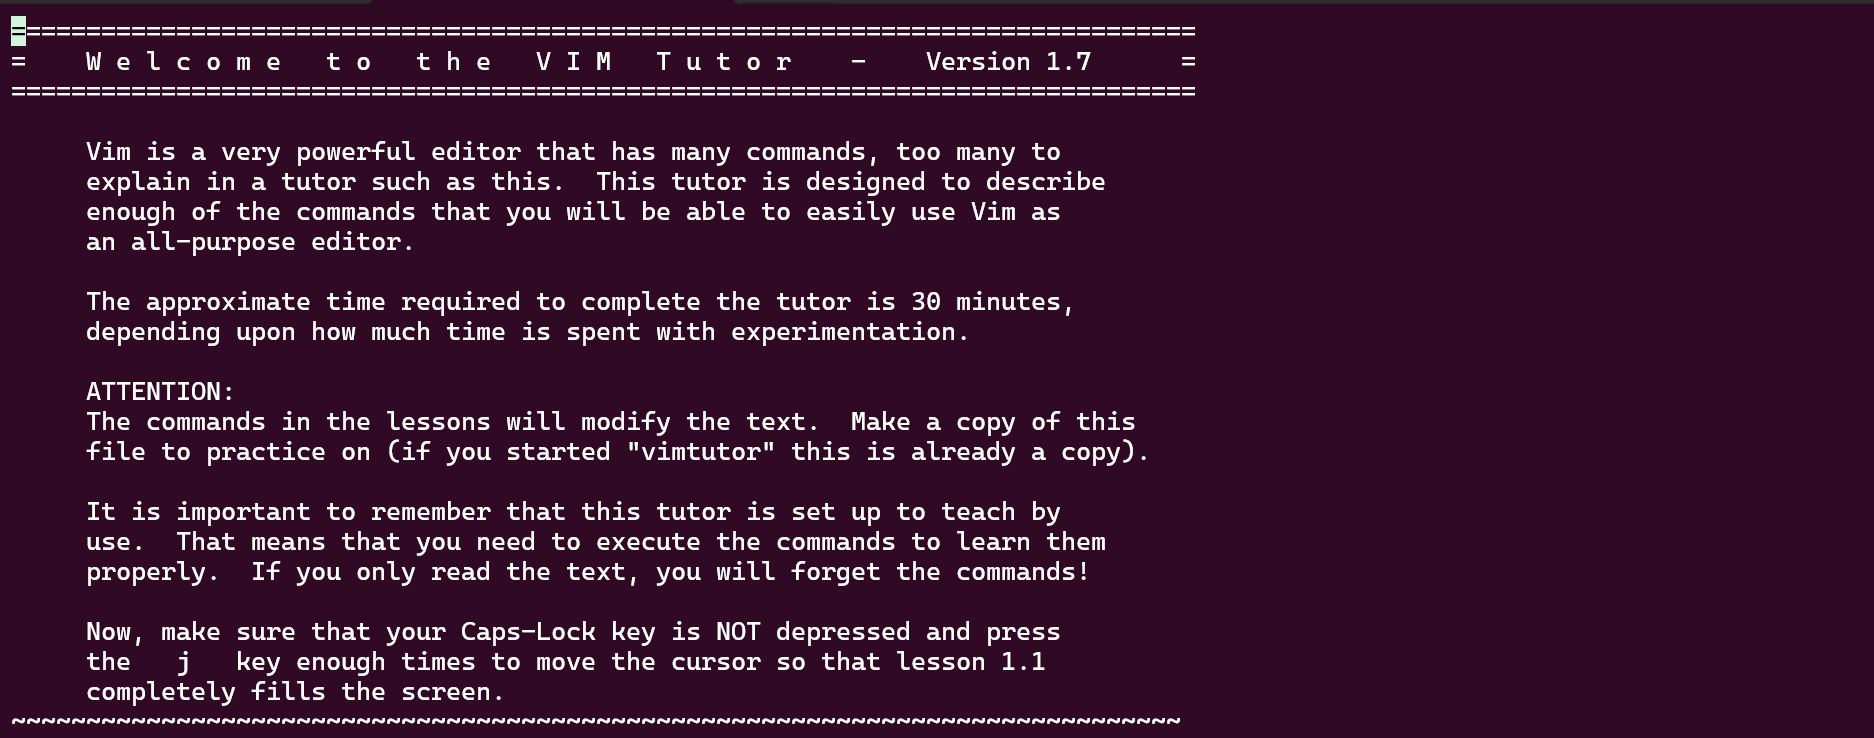 ===============================================================================
=    W e l c o m e   t o   t h e   V I M   T u t o r    -    Version 1.7      =
===============================================================================

     Vim is a very powerful editor that has many commands, too many to
     explain in a tutor such as this.  This tutor is designed to describe
     enough of the commands that you will be able to easily use Vim as
     an all-purpose editor.

     The approximate time required to complete the tutor is 30 minutes,
     depending upon how much time is spent with experimentation.

     ATTENTION:
     The commands in the lessons will modify the text.  Make a copy of this
     file to practice on (if you started "vimtutor" this is already a copy).

     It is important to remember that this tutor is set up to teach by
     use.  That means that you need to execute the commands to learn them
     properly.  If you only read the text, you will forget the commands!

     Now, make sure that your Caps-Lock key is NOT depressed and press
     the   j   key enough times to move the cursor so that lesson 1.1
     completely fills the screen.
~~~~~~~~~~~~~~~~~~~~~~~~~~~~~~~~~~~~~~~~~~~~~~~~~~~~~~~~~~~~~~~~~~~~~~~~~~~~~~